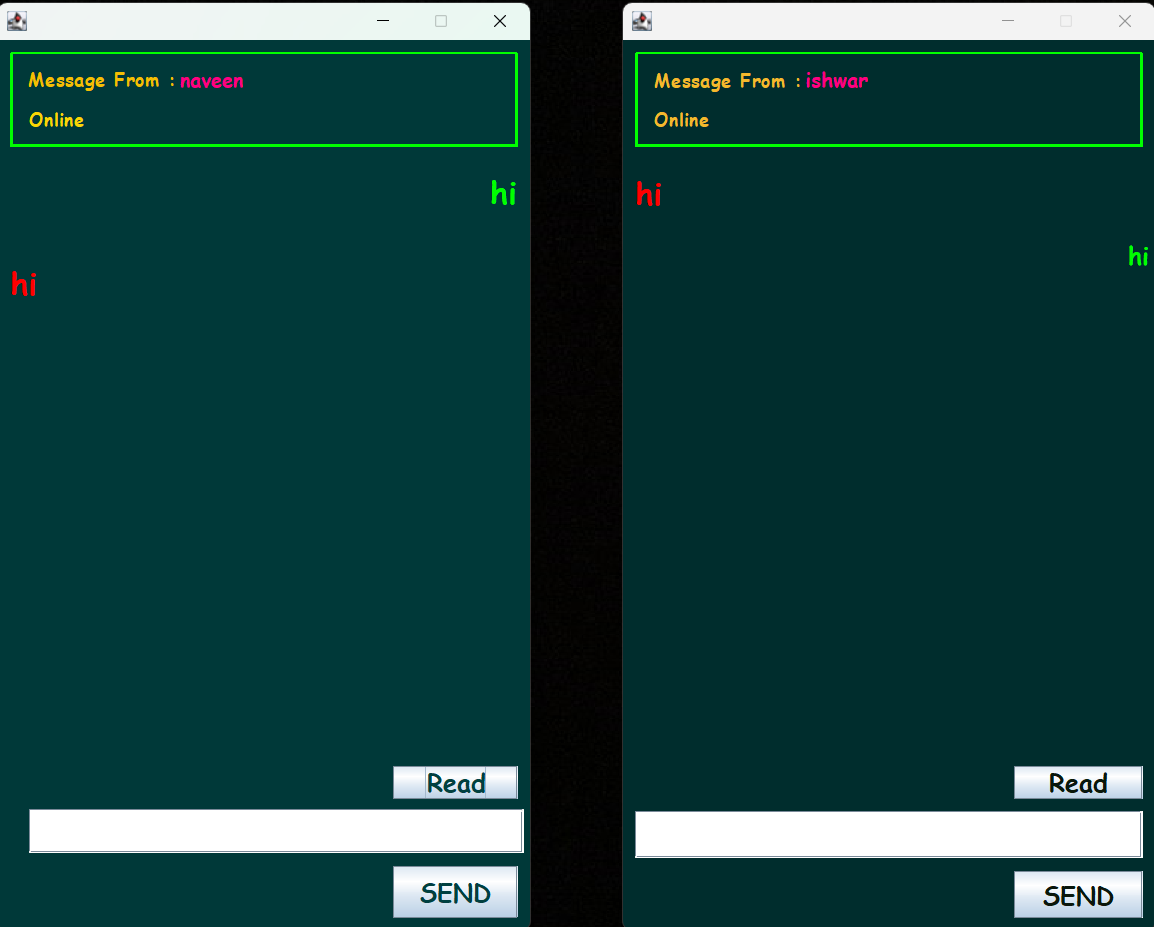 Message From : naveen
Online
hi
hi
Read
SEND
Message From : ishwar
Online
hi
hi
Read
SEND